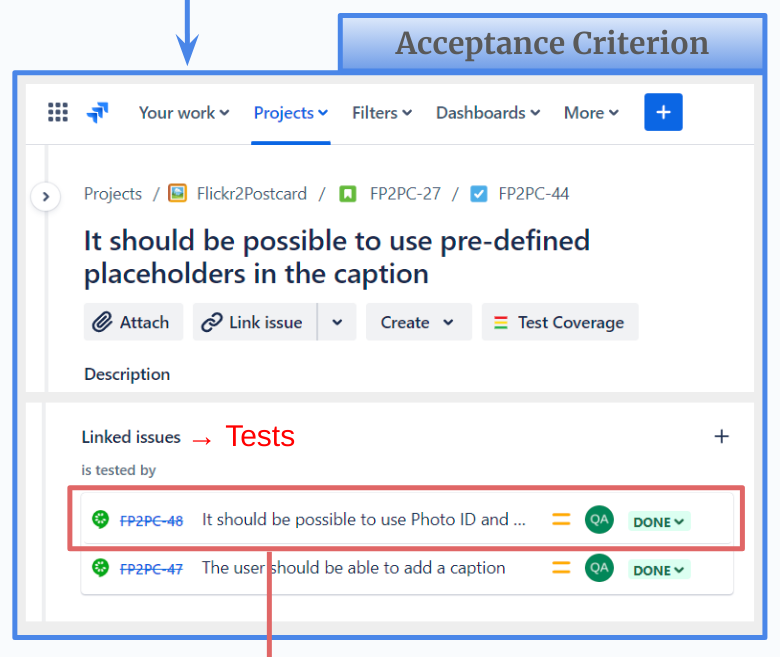 Acceptance Criterion
Your work Projects Filters Dashboards More +
Projects / Flickr2Postcard / FP2PC-27 / FP2PC-44
It should be possible to use pre-defined
placeholders in the caption
Attach Link issue Create Test Coverage
Description
Linked issues → Tests +
is tested by
FP2PC-48 It should be possible to use Photo ID and ... QA DONE
FP2PC-47 The user should be able to add a caption QA DONE